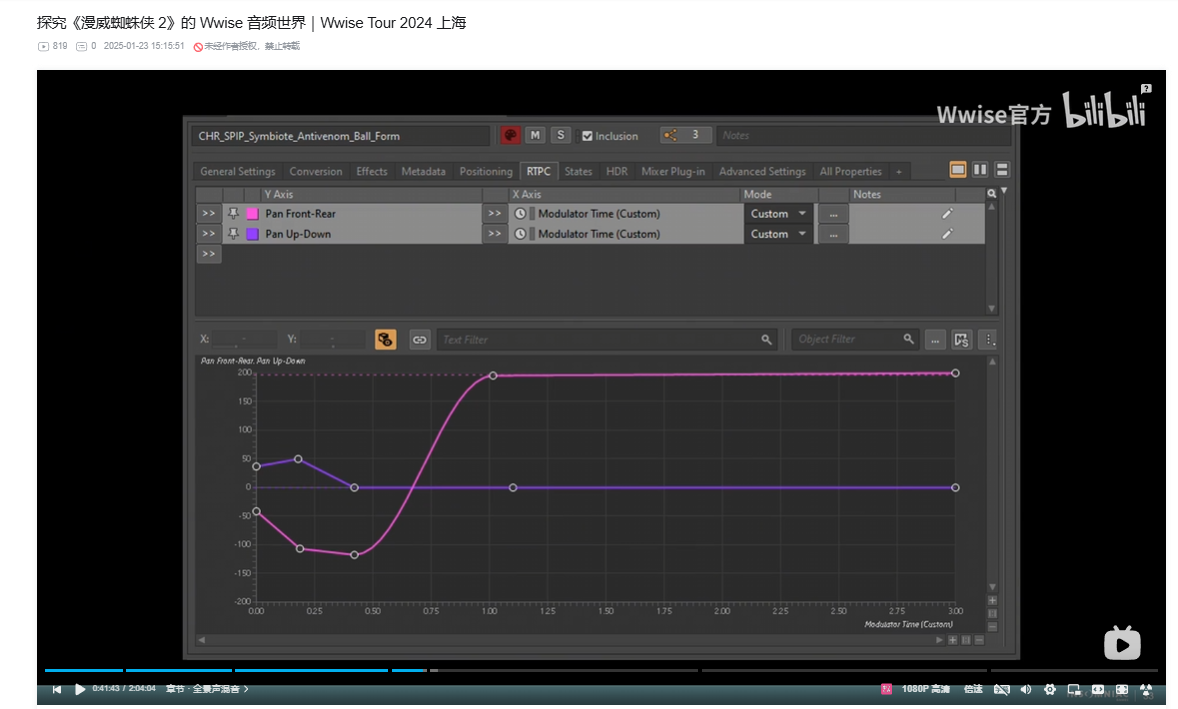 探究《漫威蜘蛛侠 2》的 Wwise 音频世界｜Wwise Tour 2024 上海
819 0 2025-01-23 15:15:51 未经作者授权，禁止转载
Wwise官方 bilibili
CHR_SPIP_Symbiote_Antivenom_Ball_Form M S Inclusion 3 Notes
General Settings Conversion Effects Metadata Positioning RTPC States HDR Mixer Plug-in Advanced Settings All Properties +
Y Axis X Axis Mode Notes
>> Pan Front-Rear >> Modulator Time (Custom) Custom ...
>> Pan Up-Down >> Modulator Time (Custom) Custom ...
>>
X: Y: Text Filter Object Filter ...
Pan Front-Rear, Pan Up-Down
200
150
100
50
0
-50
-100
-150
-200
0.00 0.25 0.50 0.75 1.00 1.25 1.50 1.75 2.00 2.25 2.50 2.75 3.00
Modulator Time (Custom)
0:41:43 / 2:04:04 章节 · 全景声混音 1080P 高清 倍速